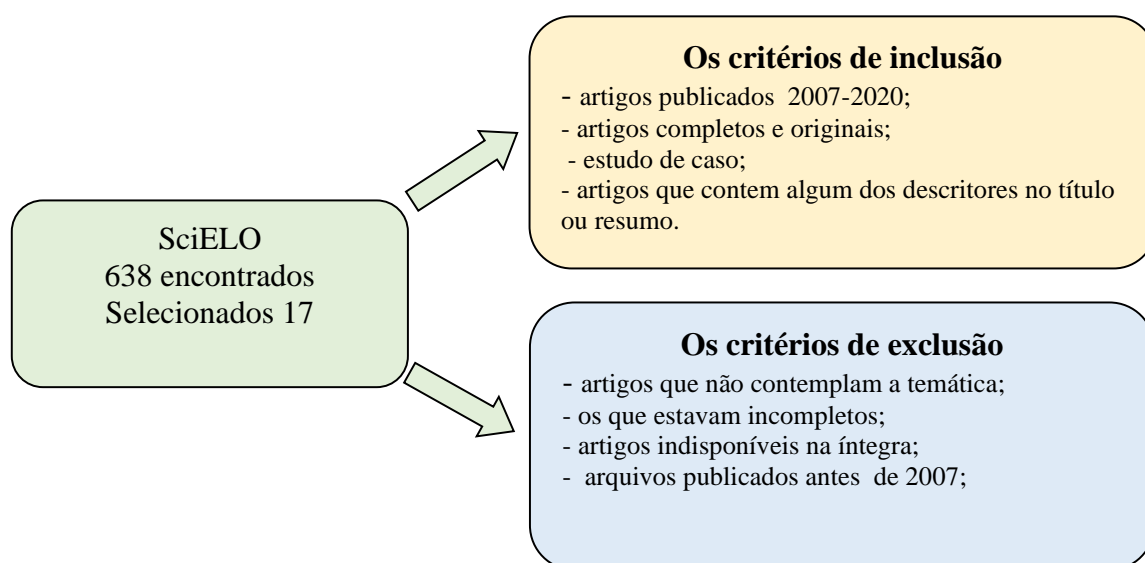 SciELO
638 encontrados
Selecionados 17
Os critérios de inclusão
- artigos publicados 2007-2020;
- artigos completos e originais;
- estudo de caso;
- artigos que contem algum dos descritores no título
ou resumo.
Os critérios de exclusão
- artigos que não contemplam a temática;
- os que estavam incompletos;
- artigos indisponíveis na íntegra;
- arquivos publicados antes de 2007;